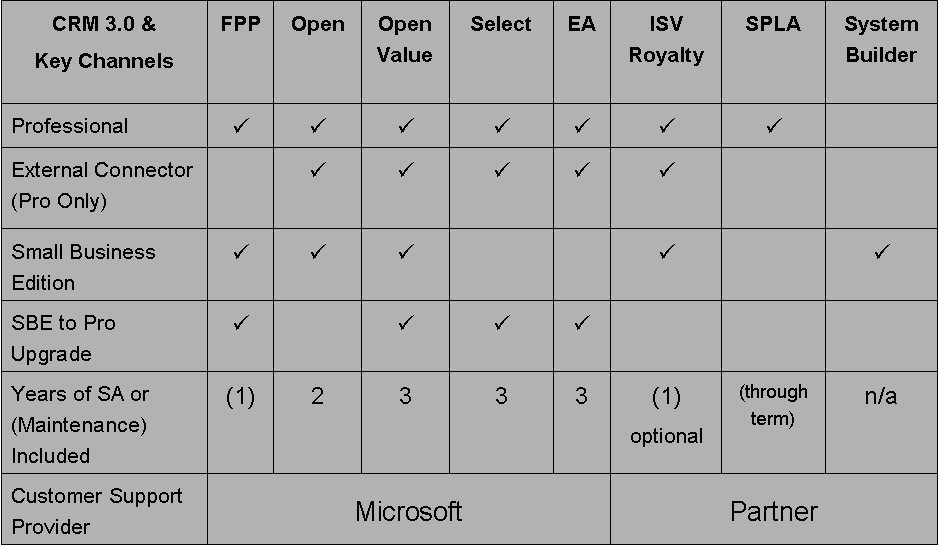 CRM 3.0 & Key Channels FPP Open Open Value Select EA ISV Royalty SPLA System Builder
Professional ✓ ✓ ✓ ✓ ✓ ✓ ✓
External Connector (Pro Only) ✓ ✓ ✓ ✓ ✓
Small Business Edition ✓ ✓ ✓ ✓ ✓
SBE to Pro Upgrade ✓ ✓ ✓ ✓
Years of SA or (Maintenance) Included (1) 2 3 3 3 (1) optional (through term) n/a
Customer Support Provider Microsoft Partner